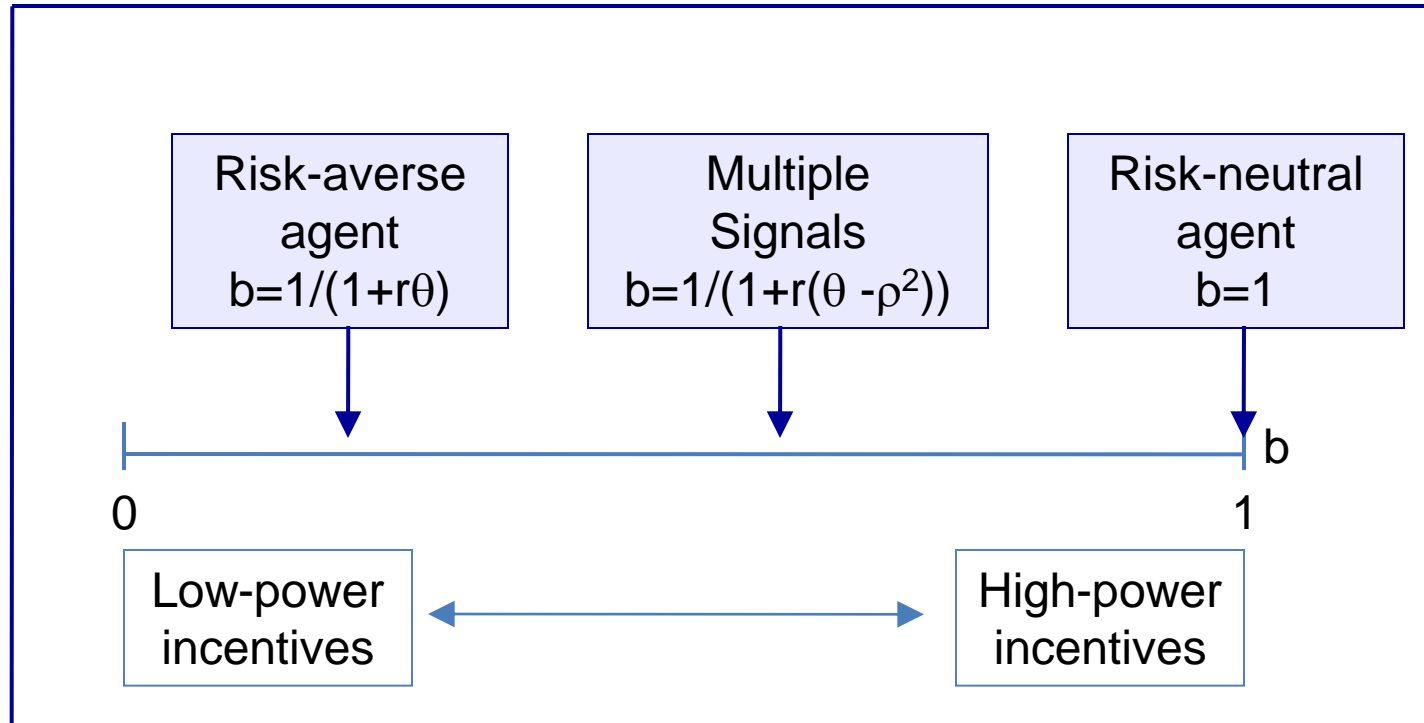 Risk-averse
agent
b=1/(1+rθ)
Multiple
Signals
b=1/(1+r(θ -ρ²))
Risk-neutral
agent
b=1
b
0
1
Low-power
incentives
High-power
incentives